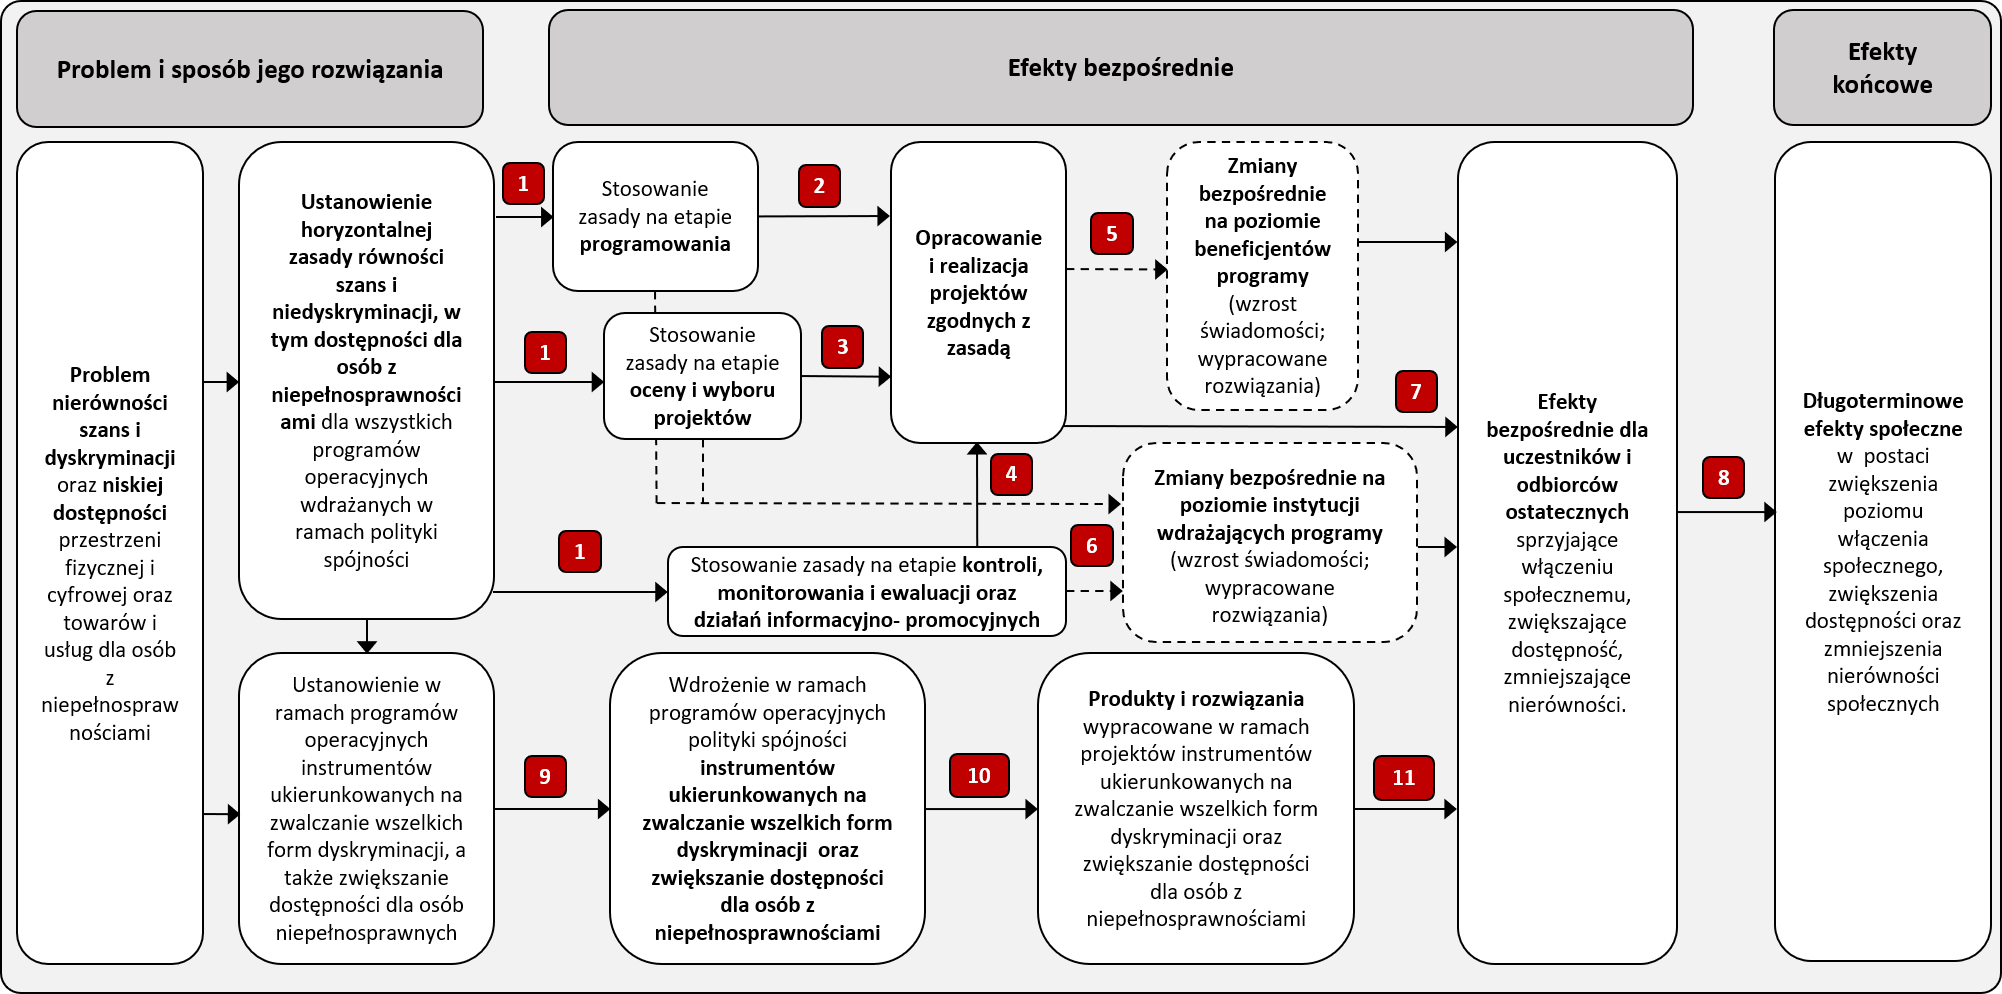 Problem i sposób jego rozwiązania
Efekty bezpośrednie
Efekty
końcowe
Problem
nierówności
szans i
dyskryminacji
oraz niskiej
dostępności
przestrzeni
fizycznej i
cyfrowej oraz
towarów i
usług dla osób
z
niepełnospraw
nościami
Ustanowienie
horyzontalnej
zasady równości
szans i
niedyskryminacji, w
tym dostępności dla
osób z
niepełnosprawności
ami dla wszystkich
programów
operacyjnych
wdrażanych w
ramach polityki
spójności
1
Stosowanie
zasady na etapie
programowania
2
1
Stosowanie
zasady na etapie
oceny i wyboru
projektów
3
1
Stosowanie zasady na etapie kontroli,
monitorowania i ewaluacji oraz
działań informacyjno- promocyjnych
4
Opracowanie
i realizacja
projektów
zgodnych z
zasadą
5
Zmiany
bezpośrednie
na poziomie
beneficjentów
programy
(wzrost
świadomości;
wypracowane
rozwiązania)
6
Zmiany bezpośrednie na
poziomie instytucji
wdrażających programy
(wzrost świadomości;
wypracowane
rozwiązania)
7
Efekty
bezpośrednie dla
uczestników i
odbiorców
ostatecznych
sprzyjające
włączeniu
społecznemu,
zwiększające
dostępność,
zmniejszające
nierówności.
8
Długoterminowe
efekty społeczne
w postaci
zwiększenia
poziomu
włączenia
społecznego,
zwiększenia
dostępności oraz
zmniejszenia
nierówności
społecznych
Ustanowienie w
ramach programów
operacyjnych
instrumentów
ukierunkowanych na
zwalczanie wszelkich
form dyskryminacji, a
także zwiększanie
dostępności dla osób
niepełnosprawnych
9
Wdrożenie w ramach
programów operacyjnych
polityki spójności
instrumentów
ukierunkowanych na
zwalczanie wszelkich form
dyskryminacji oraz
zwiększanie dostępności
dla osób z
niepełnosprawnościami
10
Produkty i rozwiązania
wypracowane w ramach
projektów instrumentów
ukierunkowanych na
zwalczanie wszelkich form
dyskryminacji oraz
zwiększanie dostępności
dla osób z
niepełnosprawnościami
11